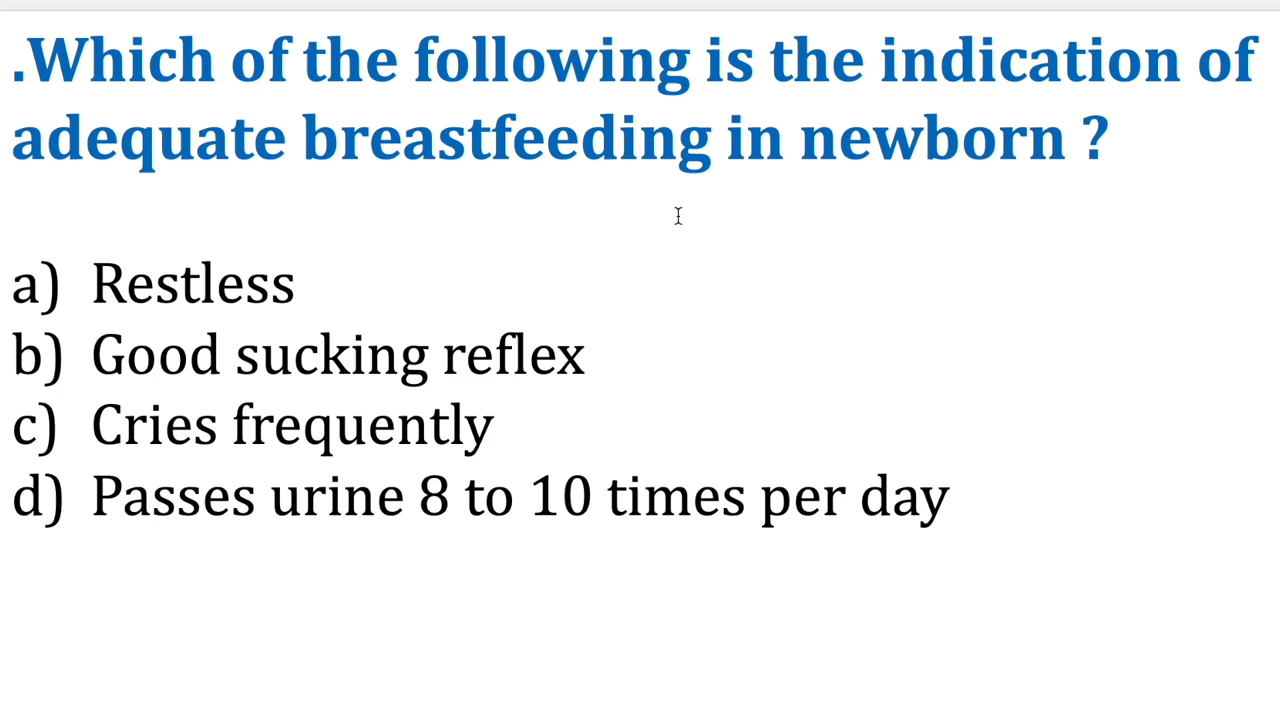 .Which of the following is the indication of
adequate breastfeeding in newborn ?
a) Restless
b) Good sucking reflex
c) Cries frequently
d) Passes urine 8 to 10 times per day